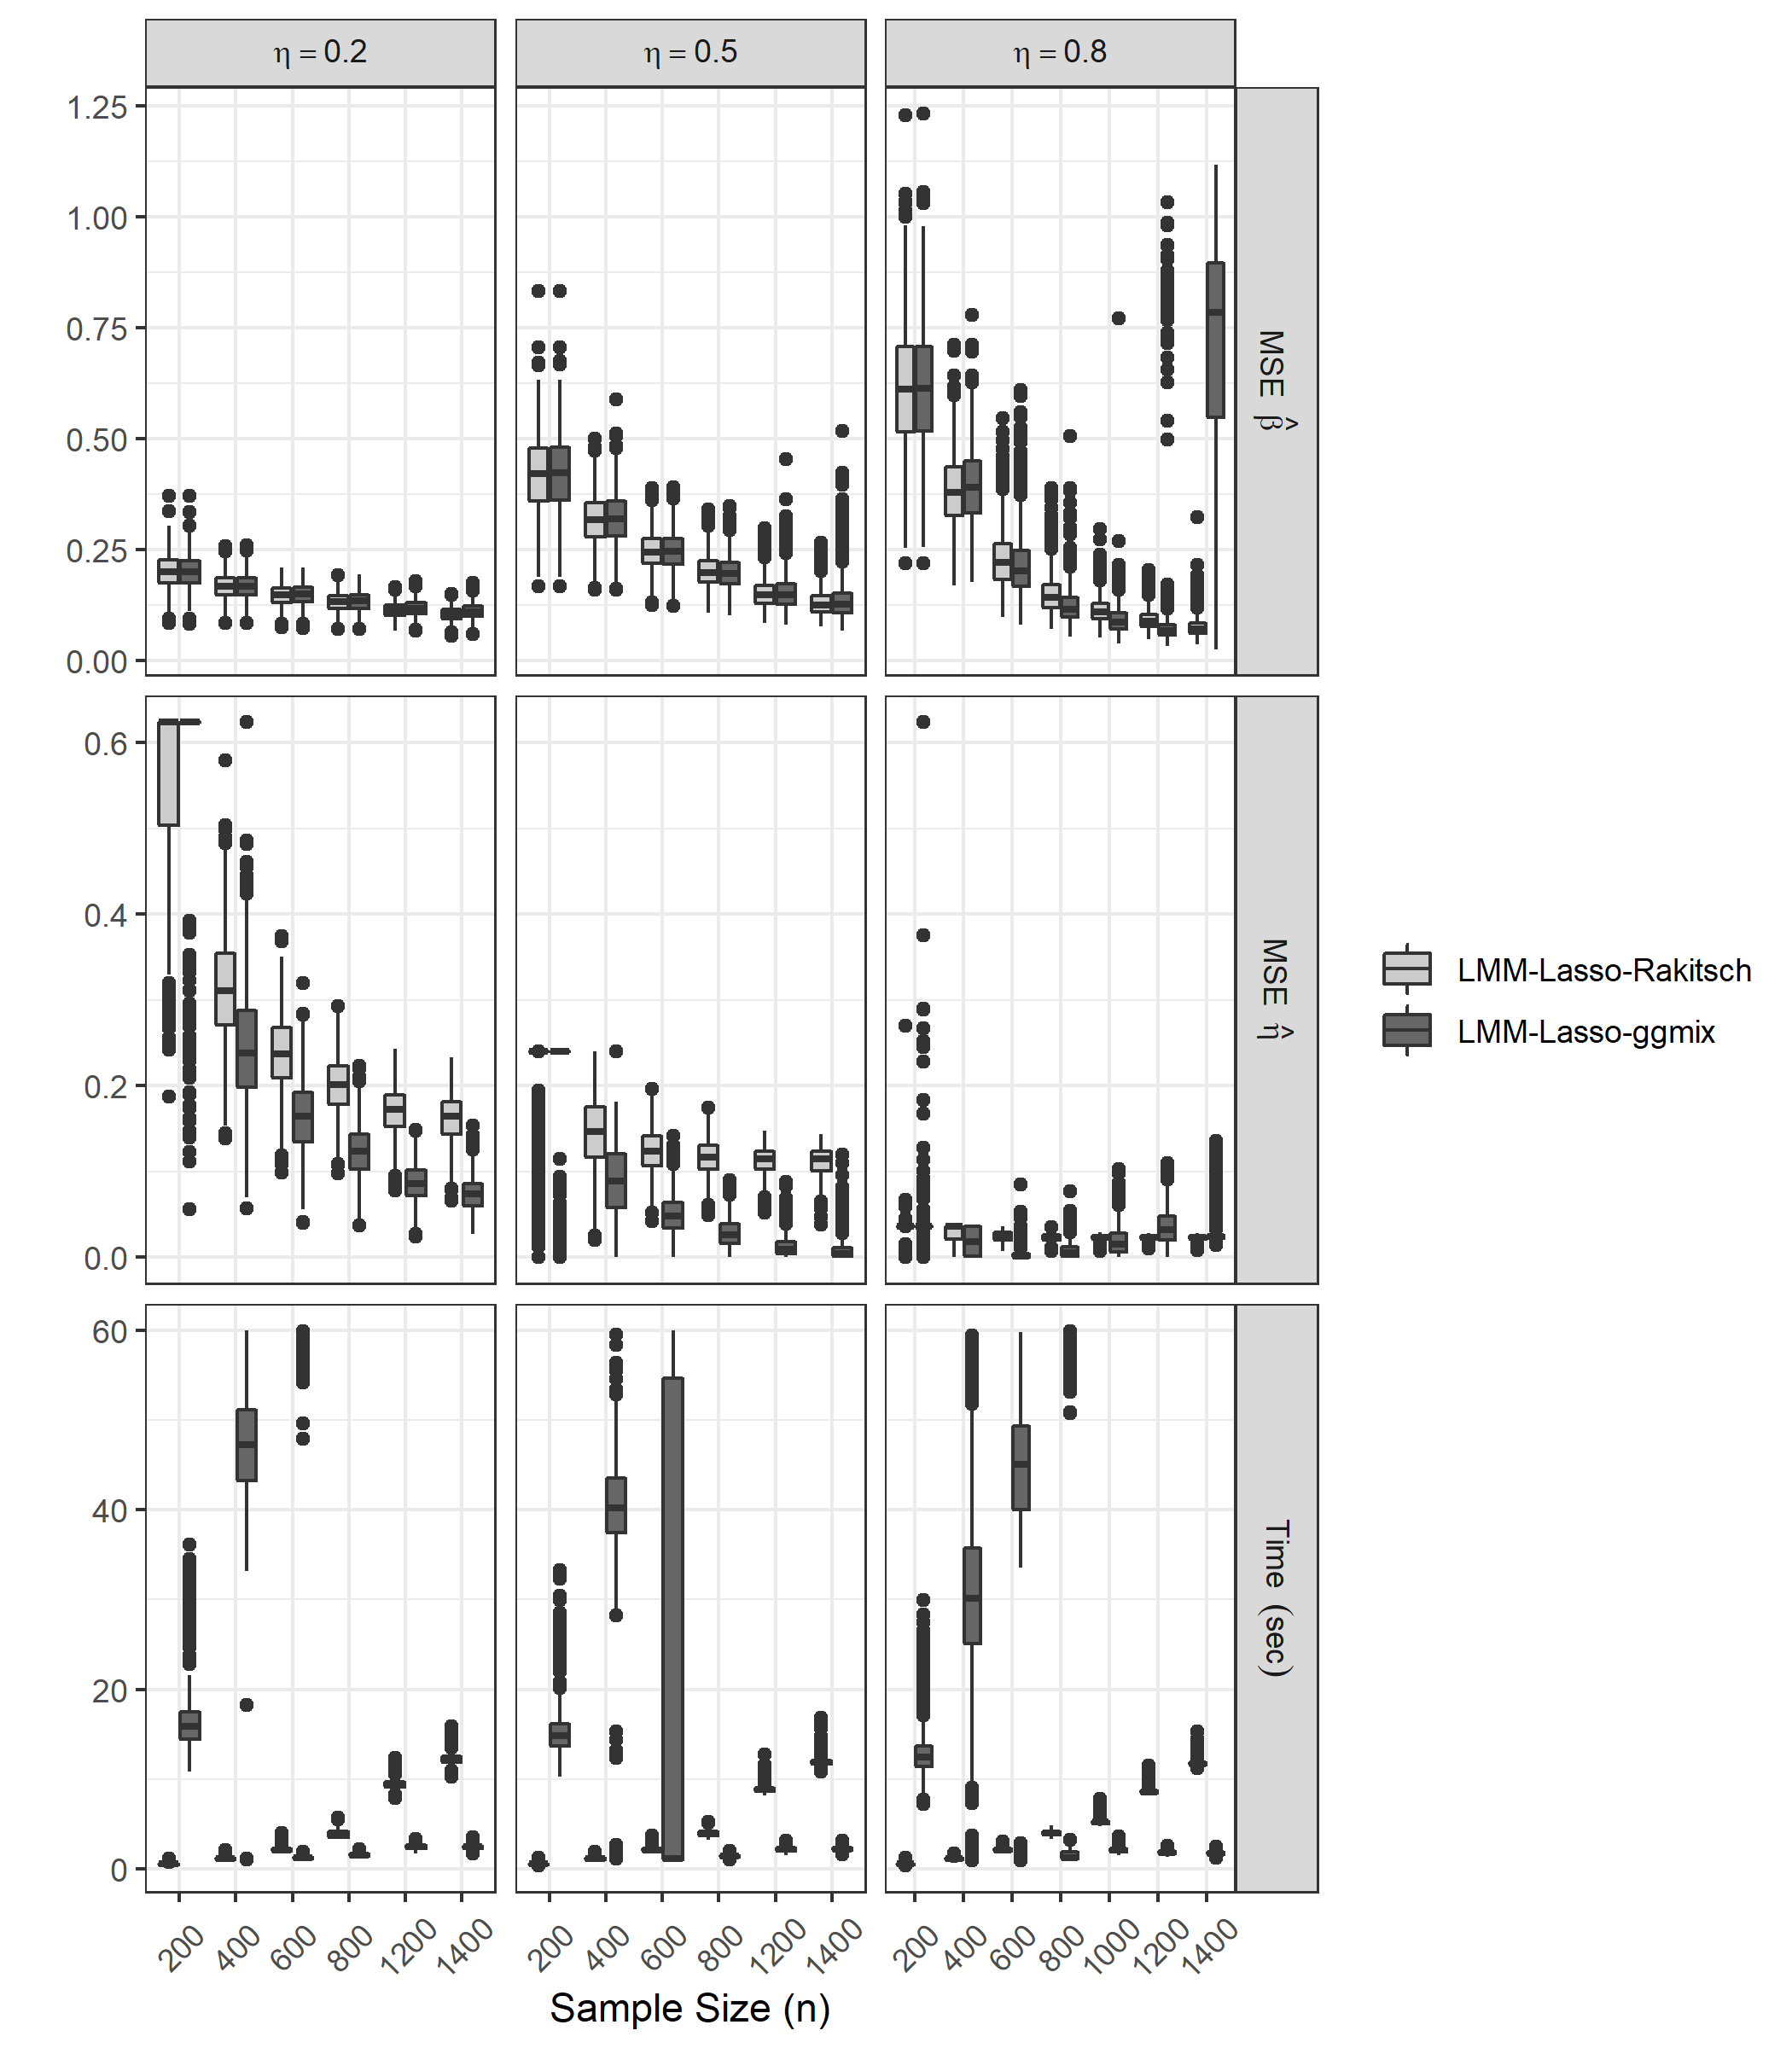 η = 0.2 η = 0.5 η = 0.8
1.25
1.00
0.75
0.50
0.25
0.00
MSE β̂
0.6
0.4
0.2
0.0
MSE η̂
60
40
20
0
Time (sec)
200 400 600 800 1200 1400
200 400 600 800 1200 1400
200 400 600 800 1000 1200 1400
Sample Size (n)
LMM-Lasso-Rakitsch
LMM-Lasso-ggmix